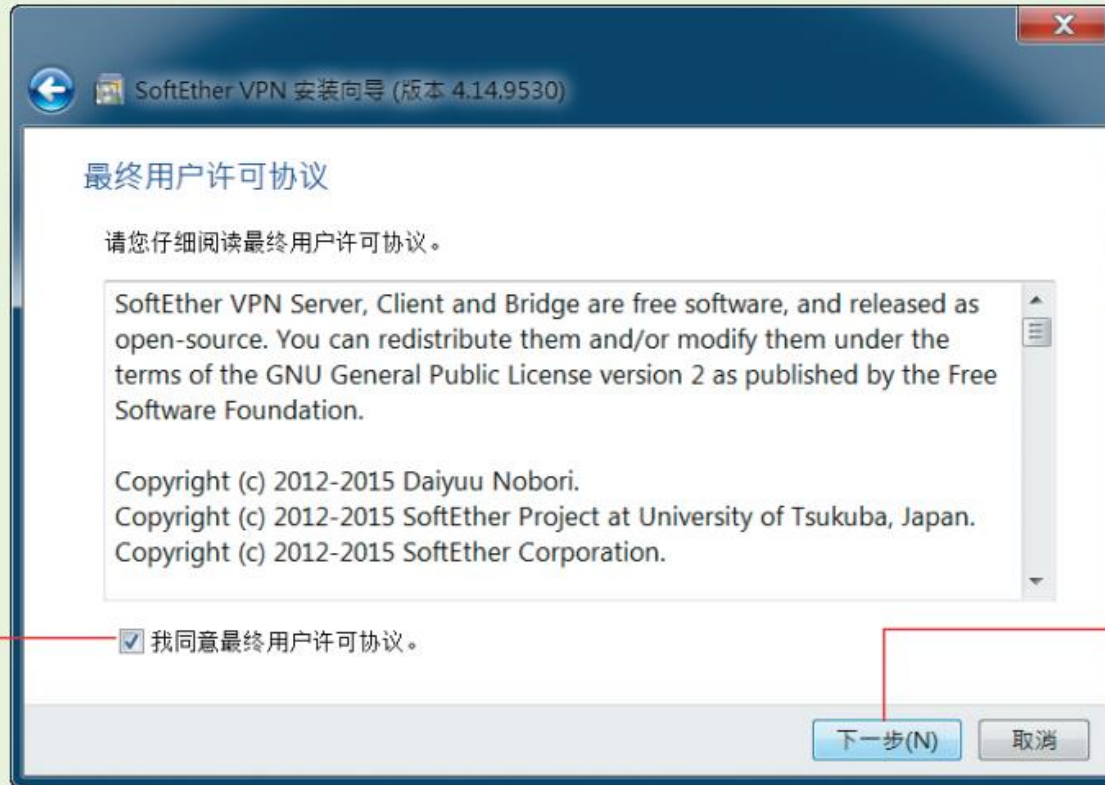 SoftEther VPN 安装向导 (版本 4.14.9530)
最终用户许可协议
请您仔细阅读最终用户许可协议。
SoftEther VPN Server, Client and Bridge are free software, and released as
open-source. You can redistribute them and/or modify them under the
terms of the GNU General Public License version 2 as published by the Free
Software Foundation.
Copyright (c) 2012-2015 Daiyuu Nobori.
Copyright (c) 2012-2015 SoftEther Project at University of Tsukuba, Japan.
Copyright (c) 2012-2015 SoftEther Corporation.
我同意最终用户许可协议。
下一步(N) 取消